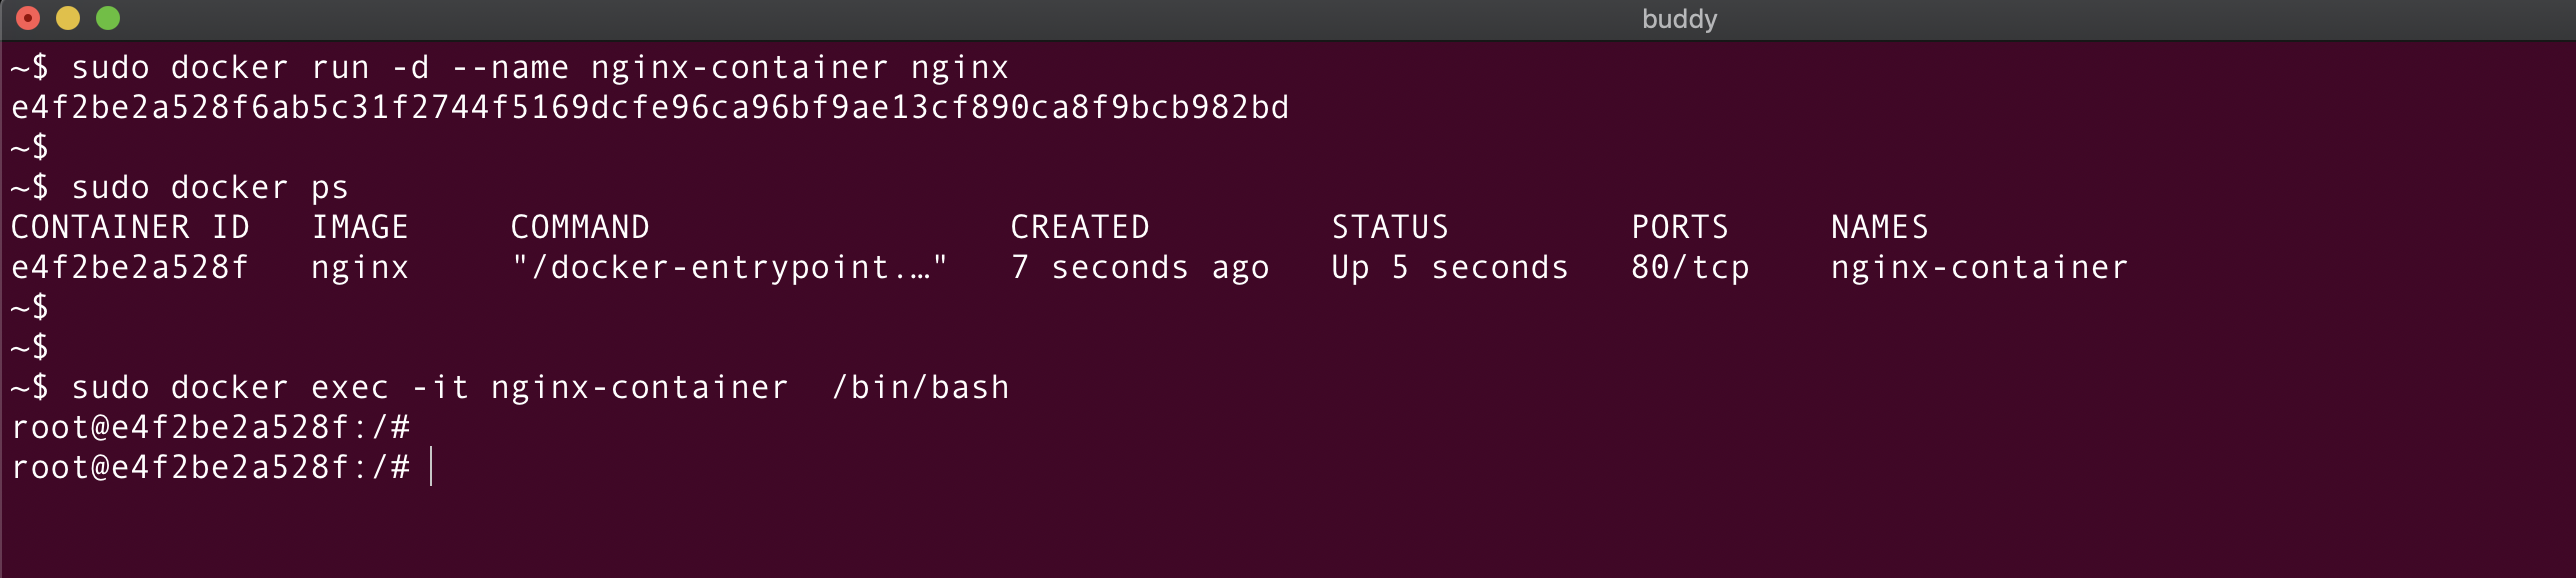 buddy
~$ sudo docker run -d --name nginx-container nginx
e4f2be2a528f6ab5c31f2744f5169dcfe96ca96bf9ae13cf890ca8f9bcb982bd
~$
~$ sudo docker ps
CONTAINER ID   IMAGE     COMMAND                  CREATED         STATUS         PORTS     NAMES
e4f2be2a528f   nginx     "/docker-entrypoint.…"   7 seconds ago   Up 5 seconds   80/tcp    nginx-container
~$
~$
~$ sudo docker exec -it nginx-container  /bin/bash
root@e4f2be2a528f:/#
root@e4f2be2a528f:/#